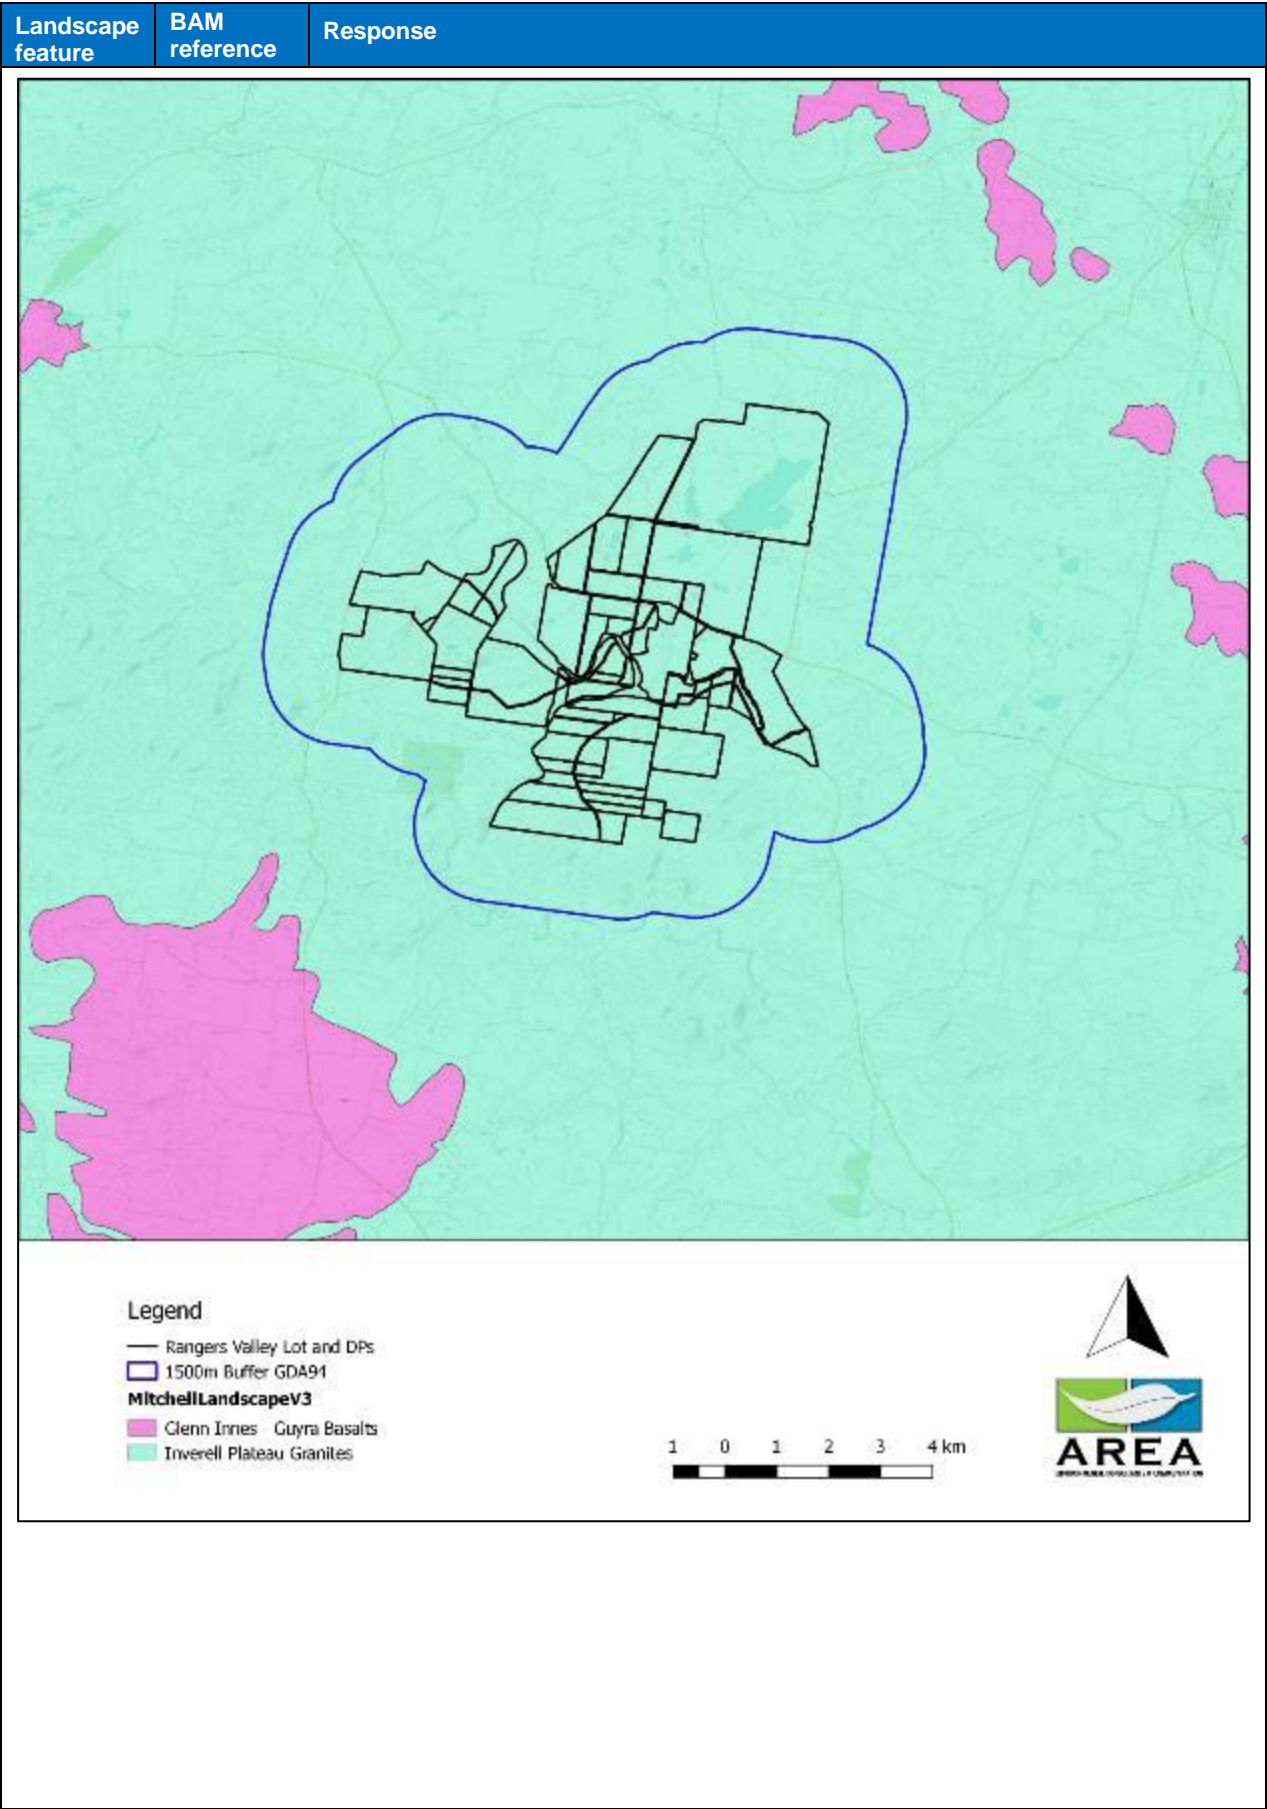 Landscape feature
BAM reference
Response
Legend
Rangers Valley Lot and DPs
1500m Buffer GDA94
MitchellLandscapeV3
Glenn Innes Guyra Basalts
Inverell Plateau Granites
1 0 1 2 3 4 km
AREA